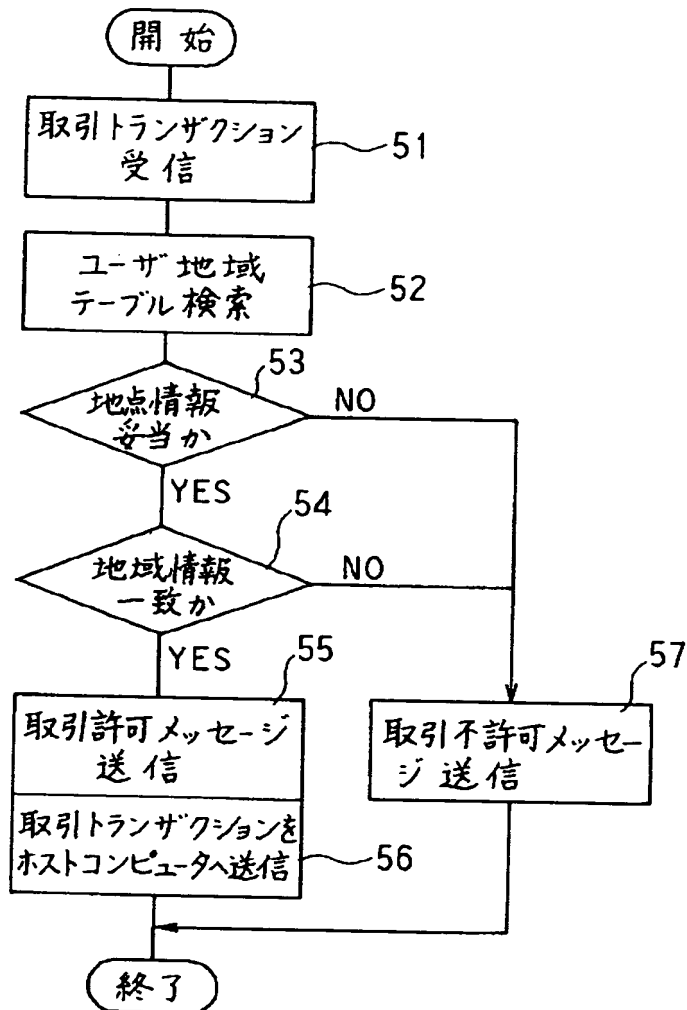 開始
取引トランザクション
受信
51
ユーザ地域
テーブル検索
52
53
地点情報
妥当か
NO
YES
54
地域情報
一致か
NO
YES
55
取引許可メッセージ
送信
57
取引不許可メッセー
ジ送信
取引トランザクションを
ホストコンピュータへ送信
56
終了